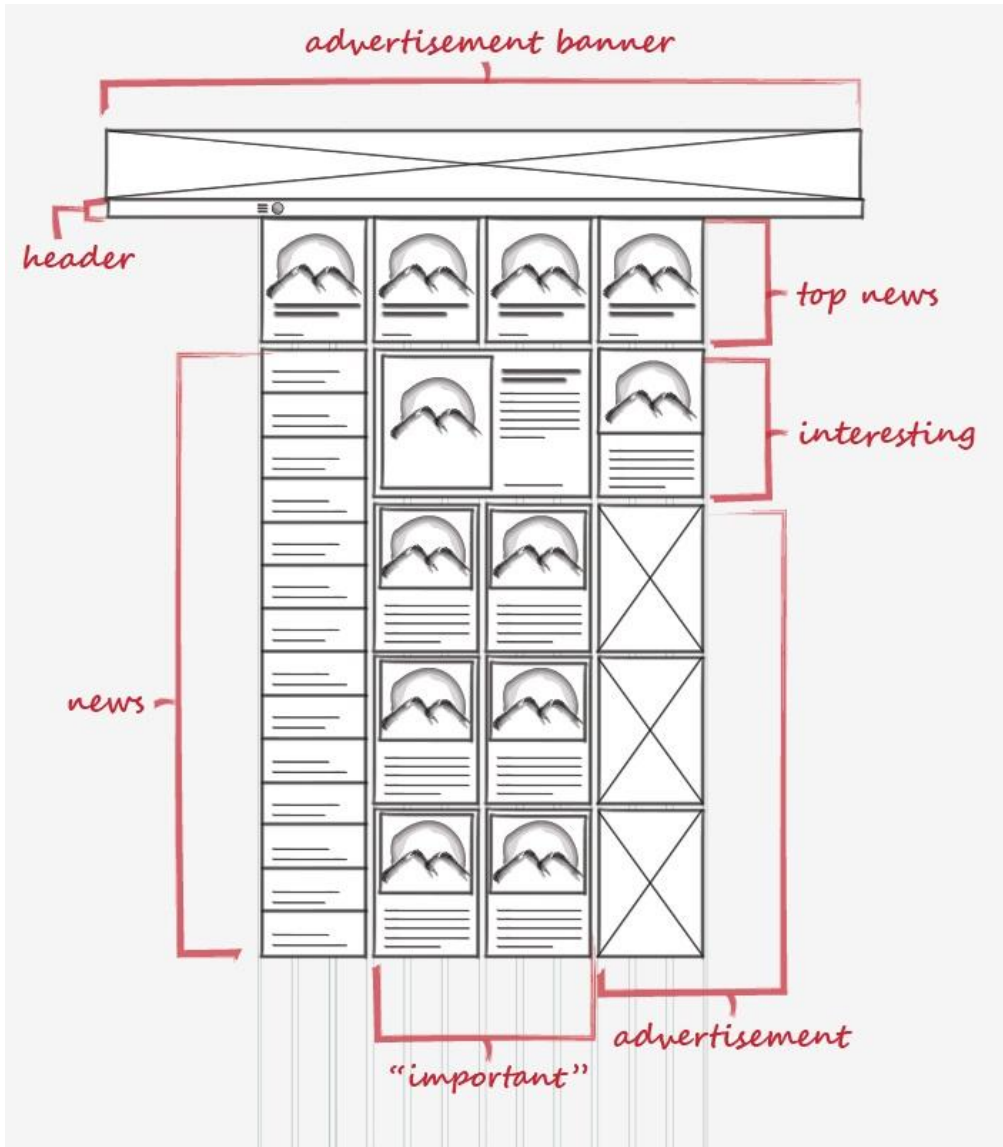 advertisement banner
header
top news
interesting
news
advertisement
“important”